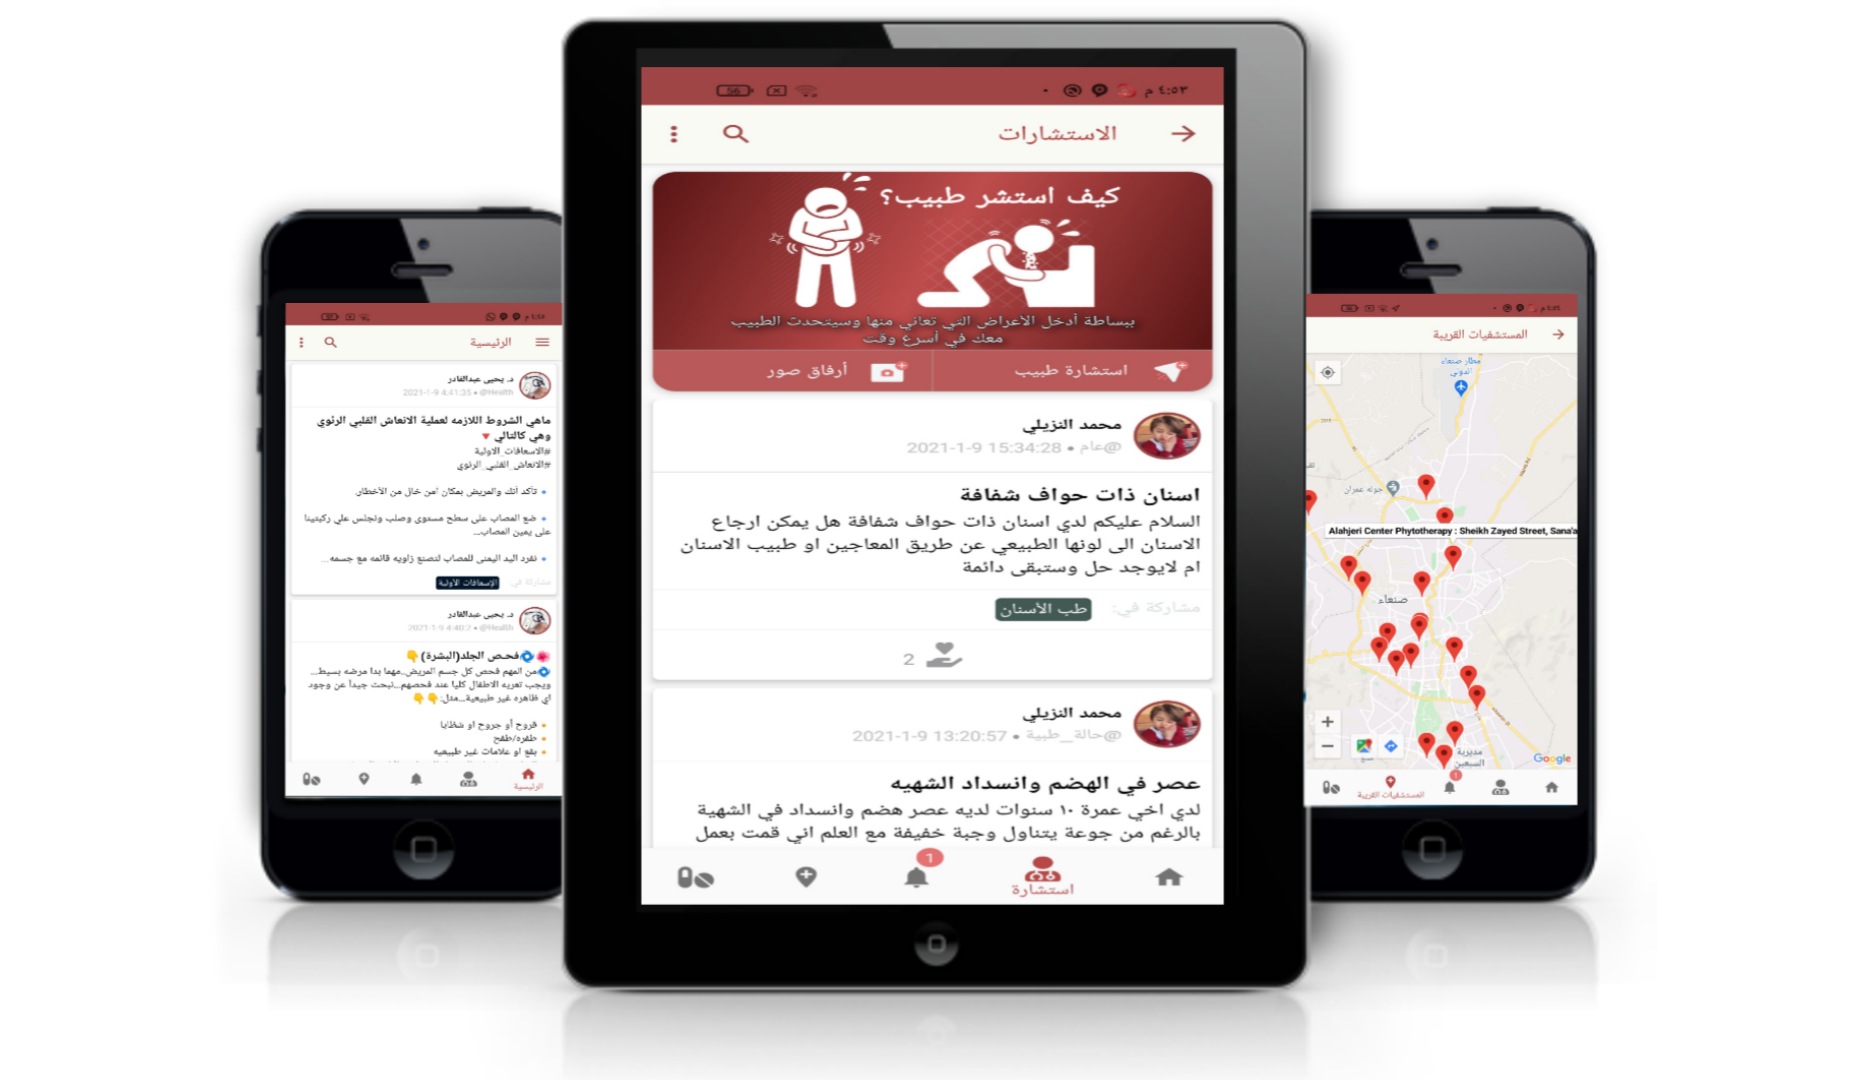 ٤:٥٣ م
56
الاستشارات
كيف استشر طبيب؟
ببساطة أدخل الأعراض التي تعاني منها وسيتحدث الطبيب
معك في أسرع وقت
استشارة طبيب
أرفاق صور
محمد النزيلي
@عام • 2021-1-9 15:34:28
اسنان ذات حواف شفافة
السلام عليكم لدي اسنان ذات حواف شفافة هل يمكن ارجاع
الاسنان الى لونها الطبيعي عن طريق المعاجين او طبيب الاسنان
ام لايوجد حل وستبقى دائمة
مشاركة في: طب الأسنان
2
محمد النزيلي
@حالة_طبية • 2021-1-9 13:20:57
عصر في الهضم وانسداد الشهيه
لدي اخي عمرة ١٠ سنوات لديه عصر هضم وانسداد في الشهية
بالرغم من جوعة يتناول وجبة خفيفة مع العلم اني قمت بعمل
1
استشارة
الرئيسية
د. يحيى عبدالقادر
2021-1-9 4:41:35 • @Health
ماهي الشروط اللازمه لعملية الانعاش القلبي الرئوي
وهي كالتالي
#الاسعافات_الاولية
#الانعاش_القلبي_الرئوي
تأكد أنك والمريض بمكان آمن خال من الأخطار.
ضع المصاب على سطح مستوى وصلب وتجلس على ركبتينا
على يمين المصاب...
نفرد اليد اليمنى للمصاب لتصنع زاويه قائمه مع جسمه...
مشاركة في: الإسعافات الأولية
د. يحيى عبدالقادر
2021-1-9 4:40:2 • @Health
فحص الجلد(البشرة)
من المهم فحص كل جسم المريض..مهما بدا مرضه بسيط...
ويجب تعريه الاطفال كليا عند فحصهم...نبحث جيداً عن وجود
اي ظاهره غير طبيعية...مثل:
قروح أو جروح او شظايا
طفره/طفح
بقع او علامات غير طبيعيه
الرئيسية
المستشفيات القريبة
مطار صنعاء
الدولي
جولة عمران
Alahjeri Center Phytotherapy : Sheikh Zayed Street, Sana'a
صنعاء
مديرية
السبعين
Google
1
المستشفيات القريبة